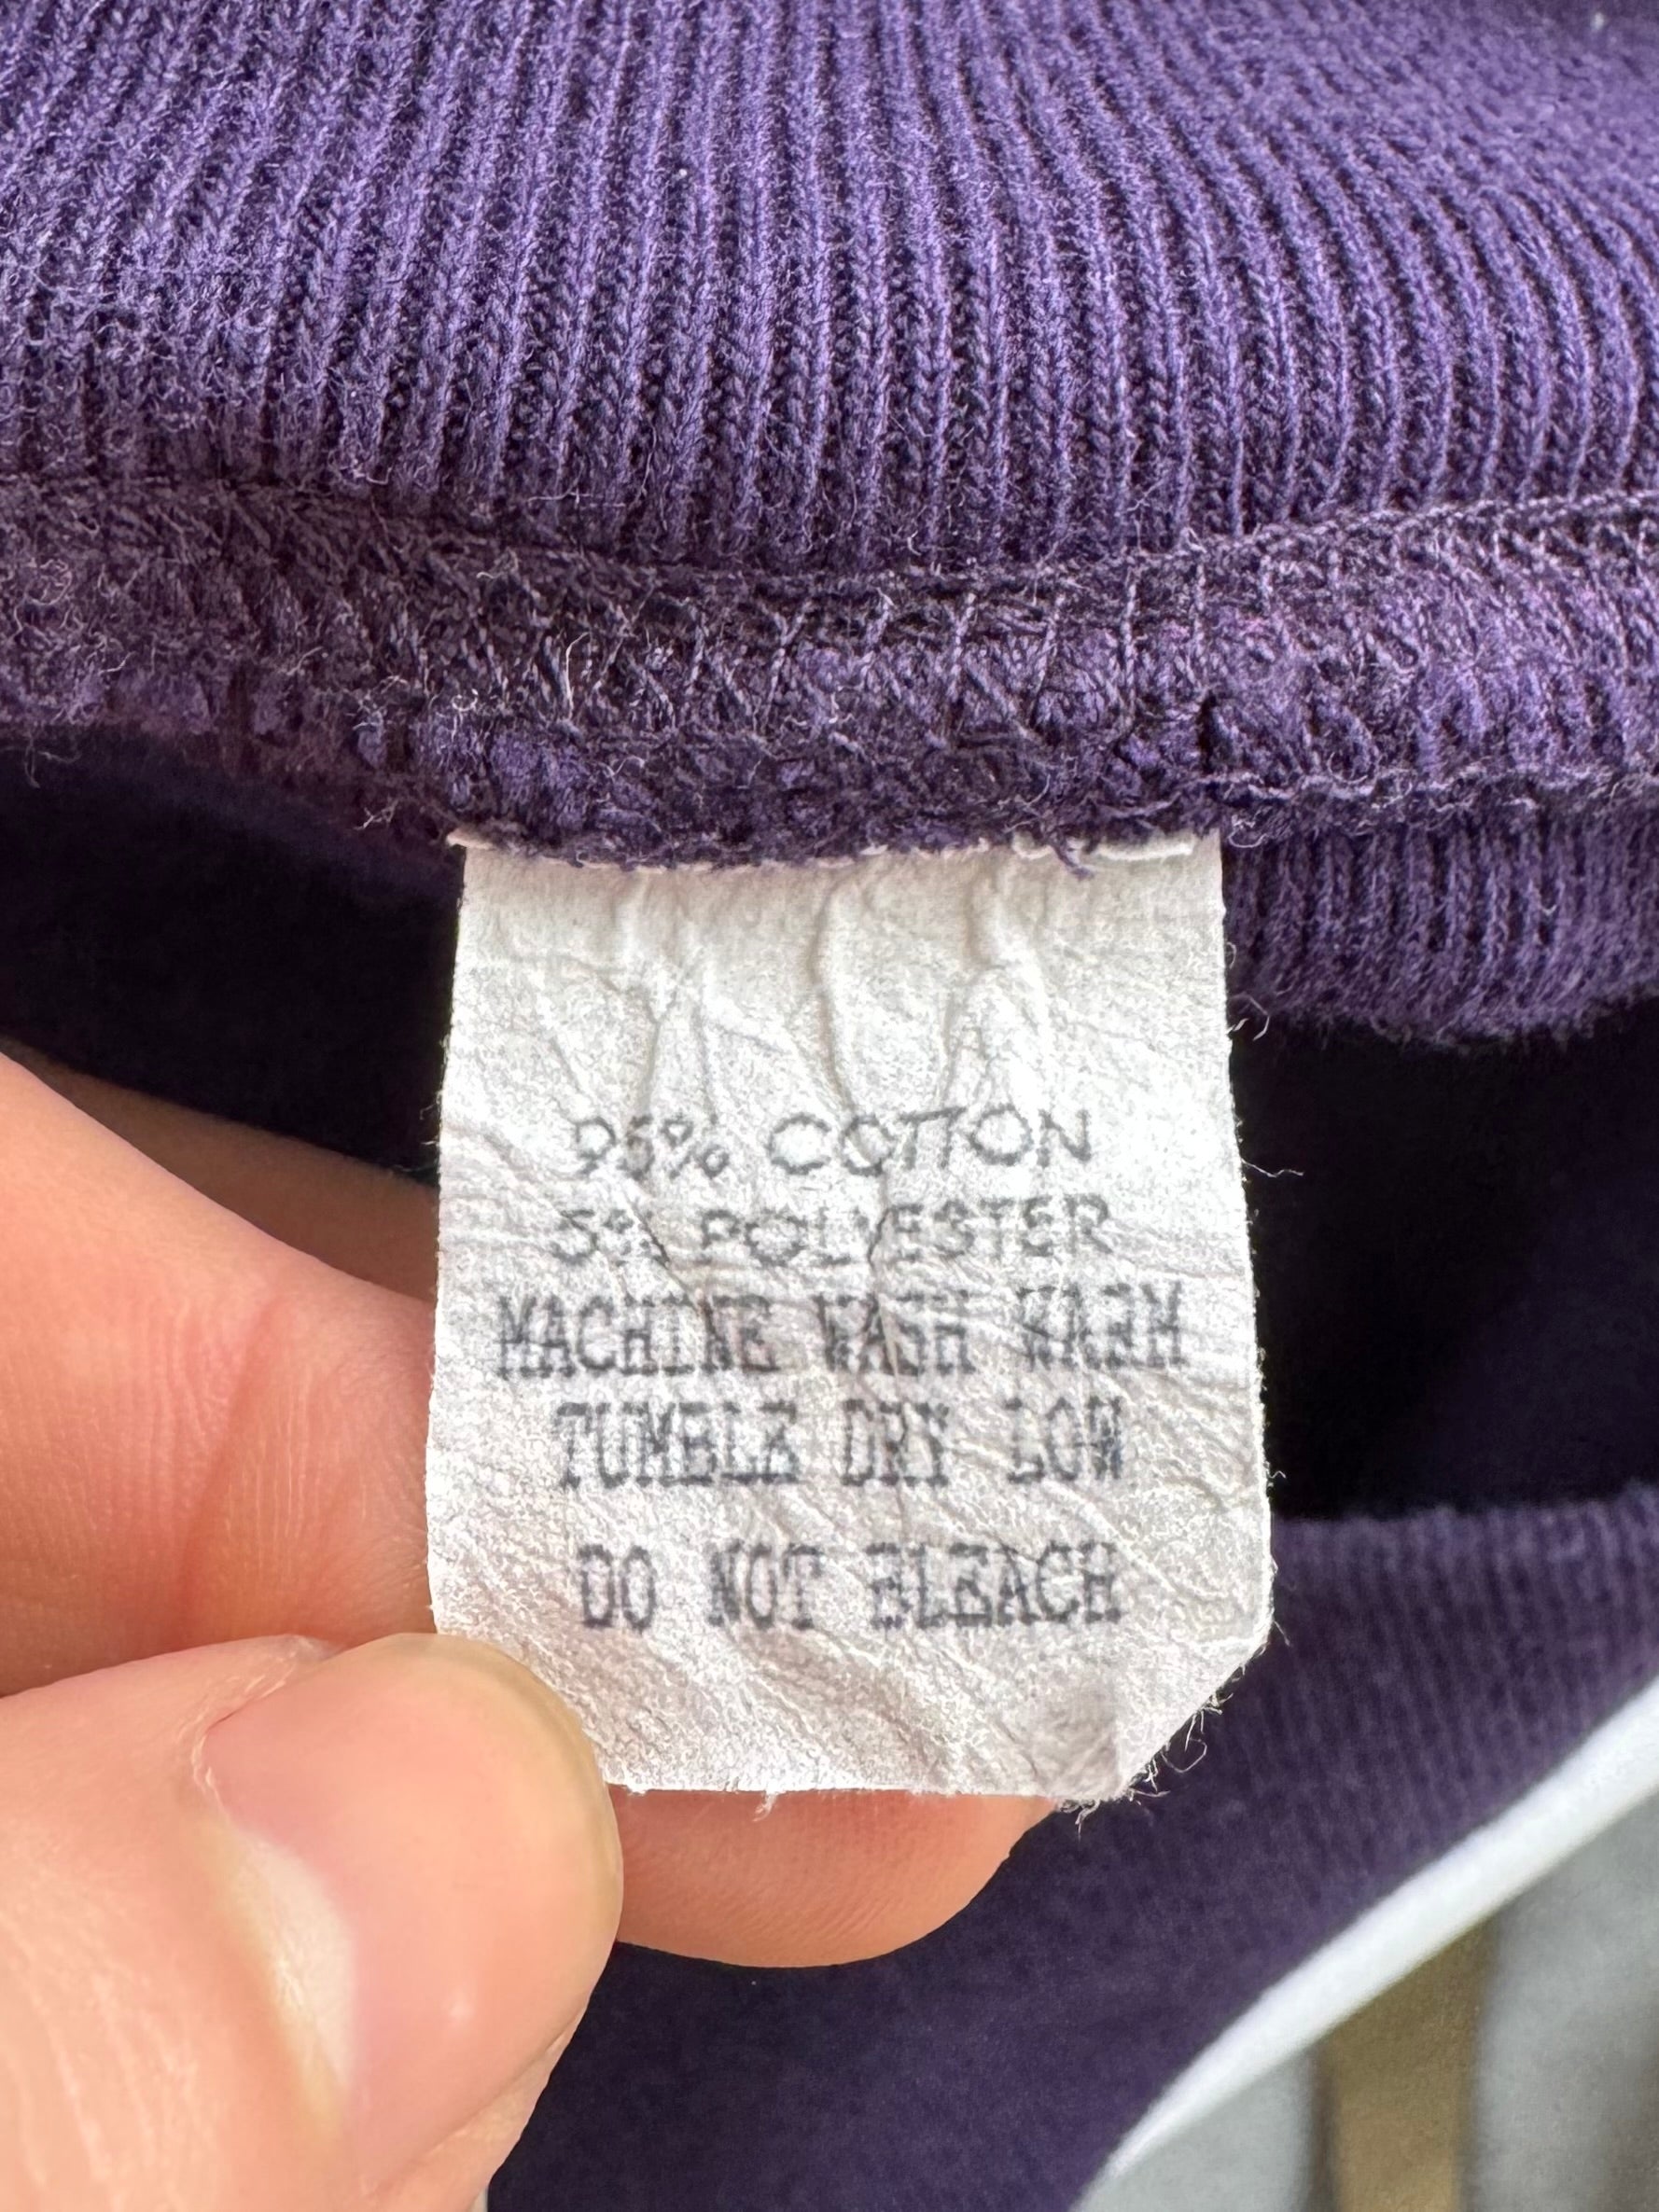 95% COTTON
5% POLYESTER
MACHINE WASH WARM
TUMBLE DRY LOW
DO NOT BLEACH